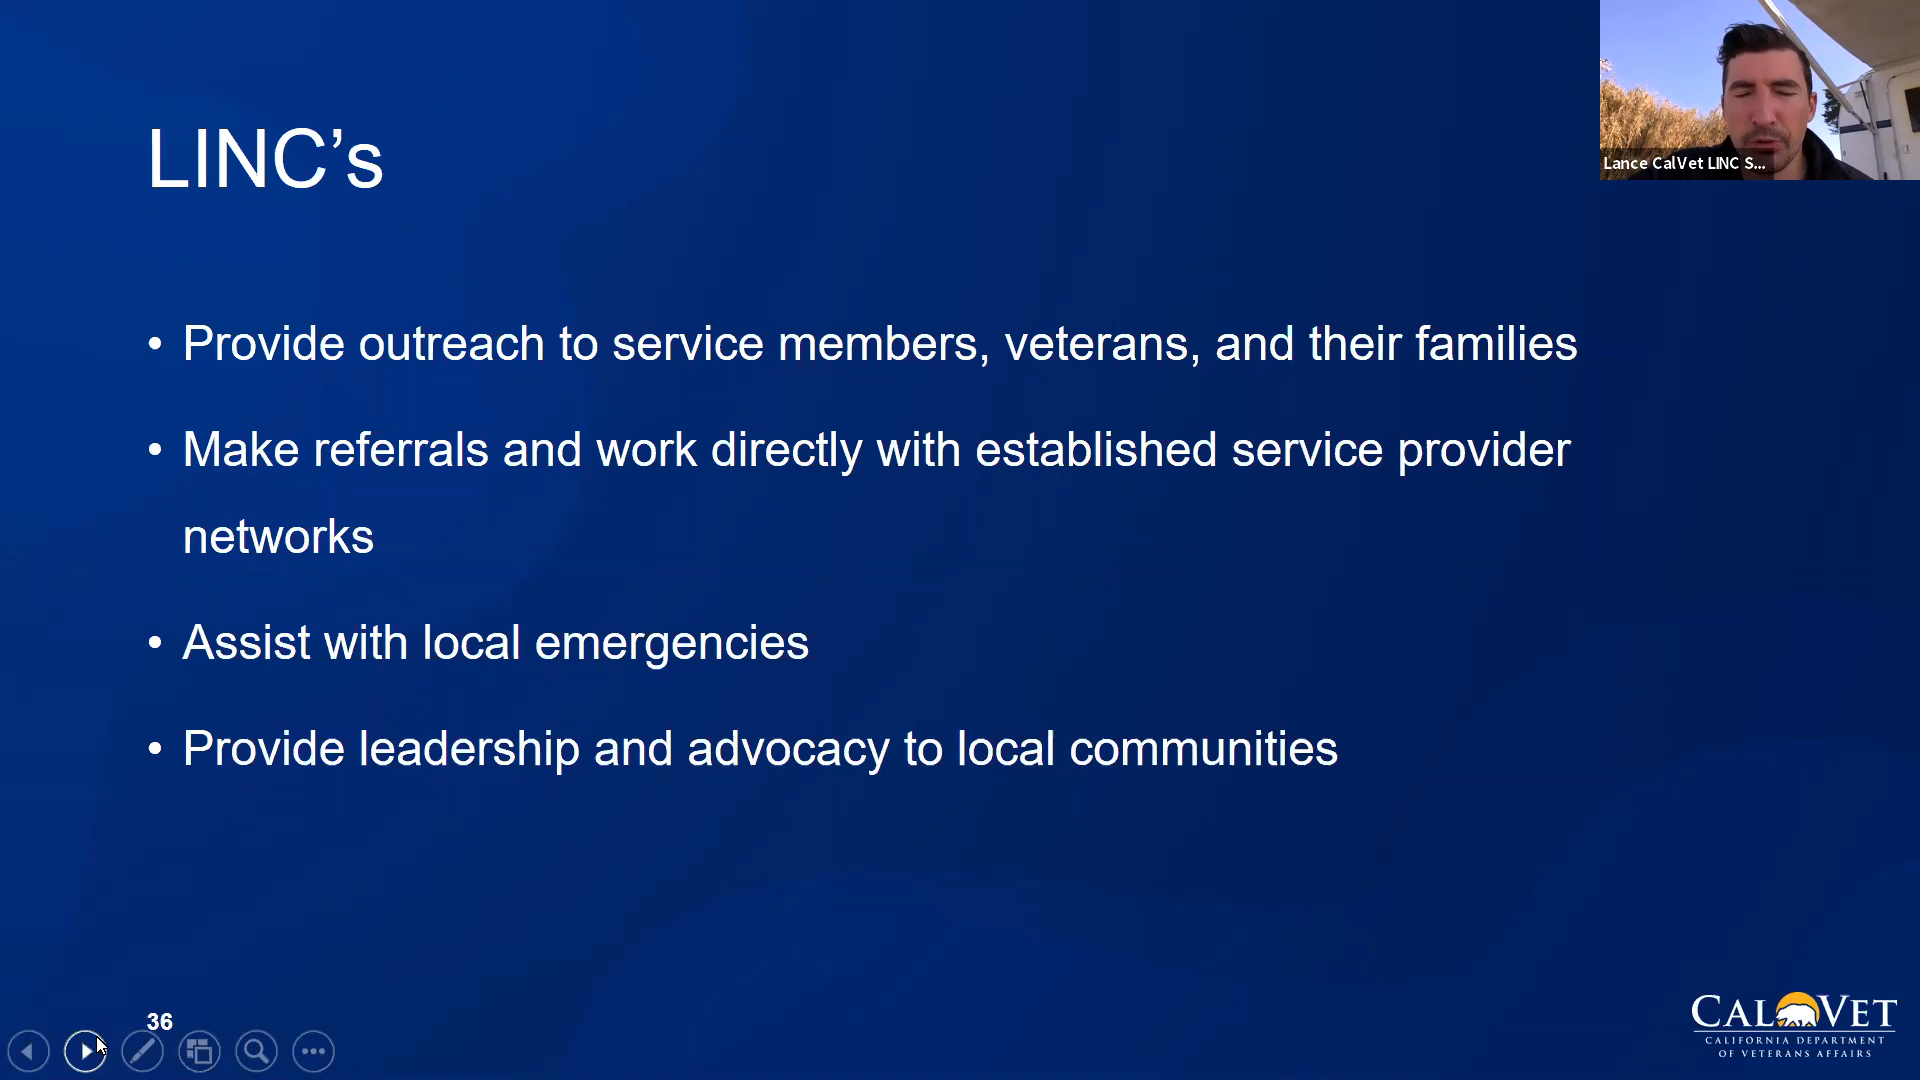 LINC’s
Lance CalVet LINC S...
• Provide outreach to service members, veterans, and their families
• Make referrals and work directly with established service provider
networks
• Assist with local emergencies
• Provide leadership and advocacy to local communities
36
CALVET
CALIFORNIA DEPARTMENT
OF VETERANS AFFAIRS